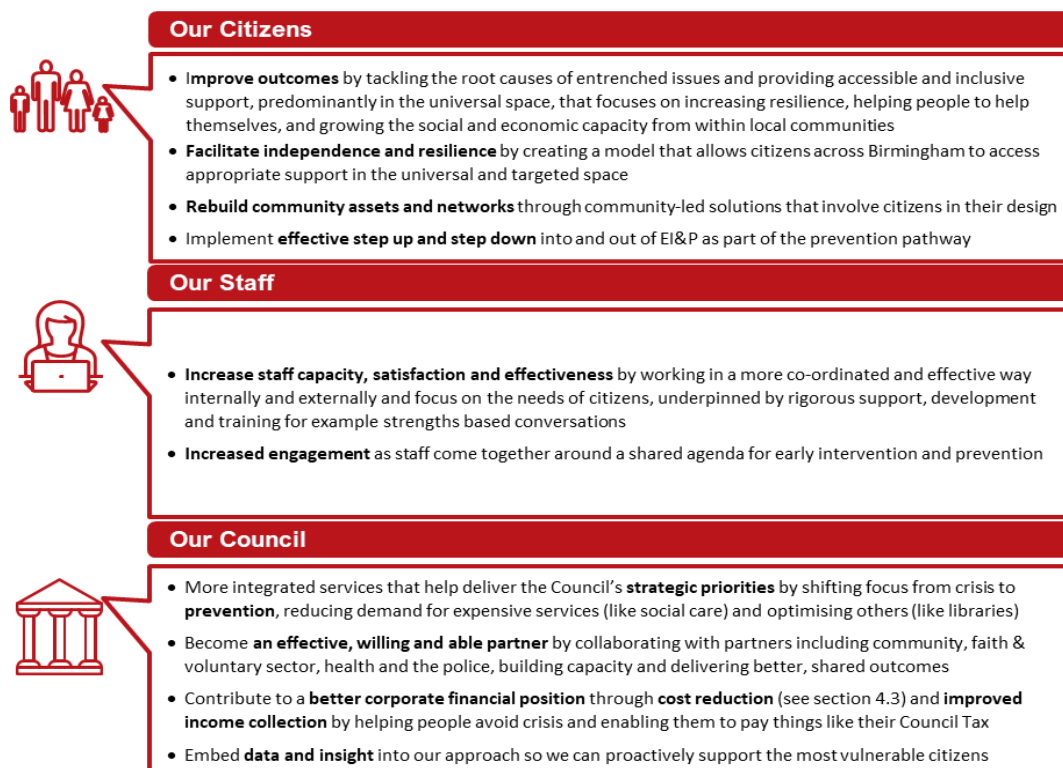 Our Citizens
• Improve outcomes by tackling the root causes of entrenched issues and providing accessible and inclusive
support, predominantly in the universal space, that focuses on increasing resilience, helping people to help
themselves, and growing the social and economic capacity from within local communities
• Facilitate independence and resilience by creating a model that allows citizens across Birmingham to access
appropriate support in the universal and targeted space
• Rebuild community assets and networks through community-led solutions that involve citizens in their design
• Implement effective step up and step down into and out of EI&P as part of the prevention pathway
Our Staff
• Increase staff capacity, satisfaction and effectiveness by working in a more co-ordinated and effective way
internally and externally and focus on the needs of citizens, underpinned by rigorous support, development
and training for example strengths based conversations
• Increased engagement as staff come together around a shared agenda for early intervention and prevention
Our Council
• More integrated services that help deliver the Council's strategic priorities by shifting focus from crisis to
prevention, reducing demand for expensive services (like social care) and optimising others (like libraries)
• Become an effective, willing and able partner by collaborating with partners including community, faith &
voluntary sector, health and the police, building capacity and delivering better, shared outcomes
• Contribute to a better corporate financial position through cost reduction (see section 4.3) and improved
income collection by helping people avoid crisis and enabling them to pay things like their Council Tax
• Embed data and insight into our approach so we can proactively support the most vulnerable citizens